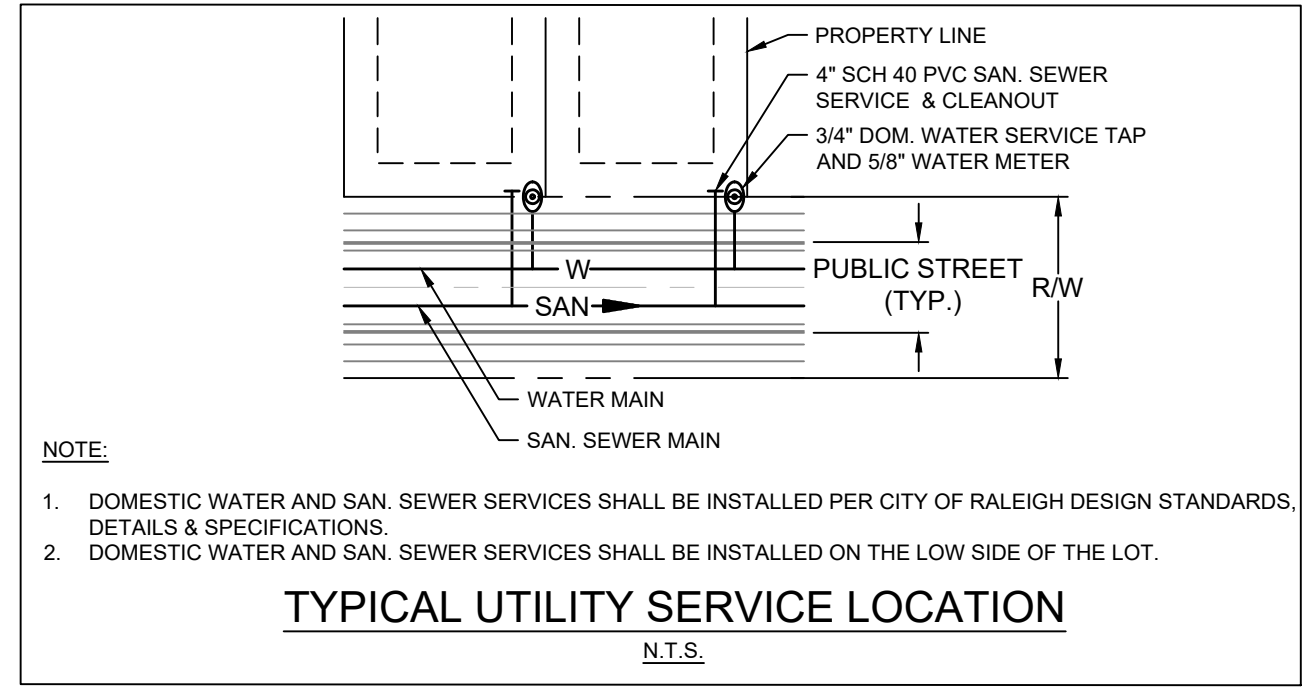 PROPERTY LINE
4" SCH 40 PVC SAN. SEWER
SERVICE & CLEANOUT
3/4" DOM. WATER SERVICE TAP
AND 5/8" WATER METER
W
PUBLIC STREET
(TYP.)
R/W
SAN
WATER MAIN
SAN. SEWER MAIN
NOTE:
1. DOMESTIC WATER AND SAN. SEWER SERVICES SHALL BE INSTALLED PER CITY OF RALEIGH DESIGN STANDARDS,
DETAILS & SPECIFICATIONS.
2. DOMESTIC WATER AND SAN. SEWER SERVICES SHALL BE INSTALLED ON THE LOW SIDE OF THE LOT.
TYPICAL UTILITY SERVICE LOCATION
N.T.S.